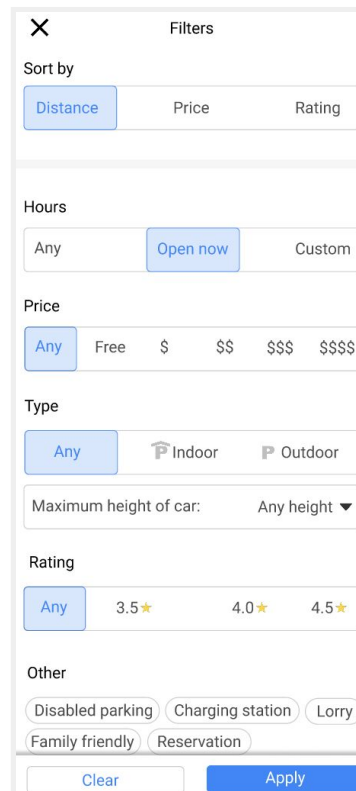 Filters
Sort by
Distance Price Rating
Hours
Any Open now Custom
Price
Any Free $ $$ $$$ $$$$
Type
Any P Indoor P Outdoor
Maximum height of car: Any height
Rating
Any 3.5★ 4.0★ 4.5★
Other
Disabled parking Charging station Lorry
Family friendly Reservation
Clear Apply